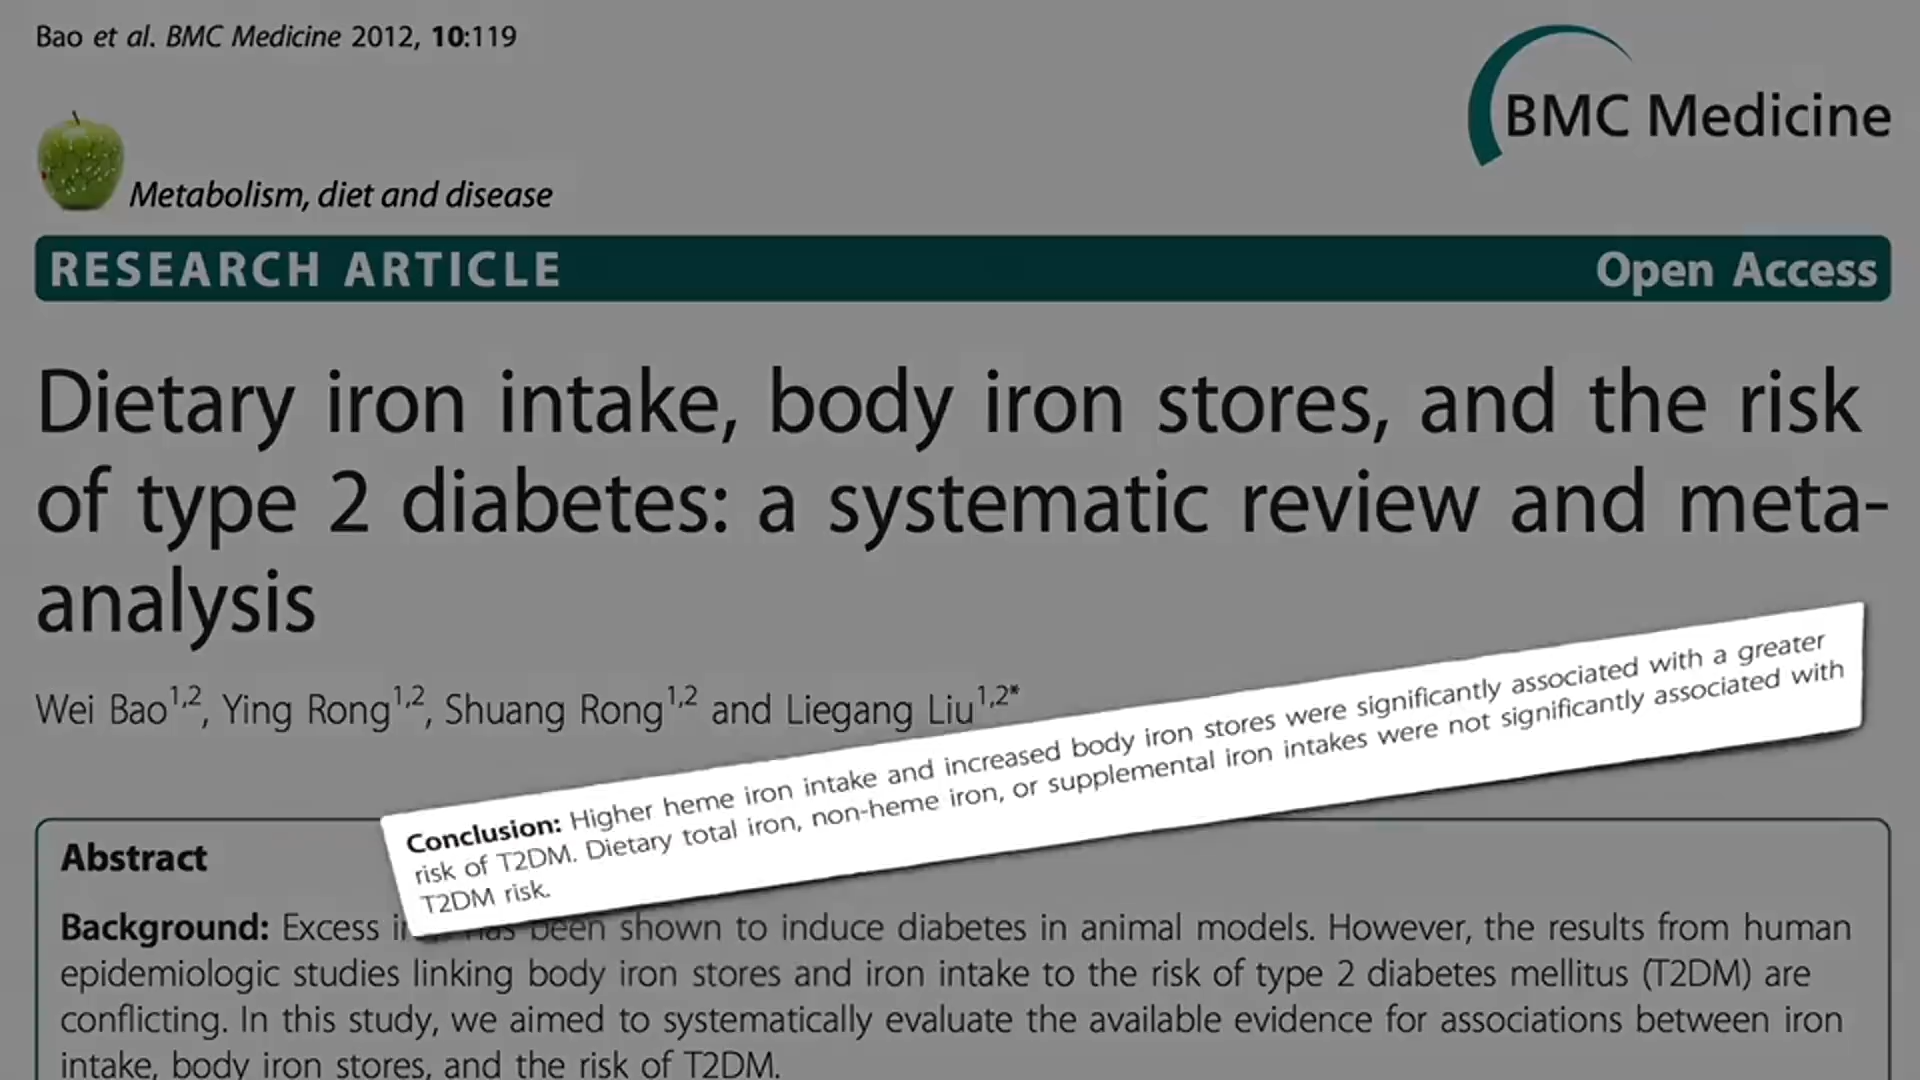 Bao et al. BMC Medicine 2012, 10:119
BMC Medicine
Metabolism, diet and disease
RESEARCH ARTICLE
Open Access
Dietary iron intake, body iron stores, and the risk
of type 2 diabetes: a systematic review and meta-
analysis
Wei Bao1,2, Ying Rong1,2, Shuang Rong1,2 and Liegang Liu1,2*
Conclusion: Higher heme iron intake and increased body iron stores were significantly associated with a greater
risk of T2DM. Dietary total iron, non-heme iron, or supplemental iron intakes were not significantly associated with
T2DM risk.
Abstract
Background: Excess has been shown to induce diabetes in animal models. However, the results from human
epidemiologic studies linking body iron stores and iron intake to the risk of type 2 diabetes mellitus (T2DM) are
conflicting. In this study, we aimed to systematically evaluate the available evidence for associations between iron
intake, body iron stores, and the risk of T2DM.